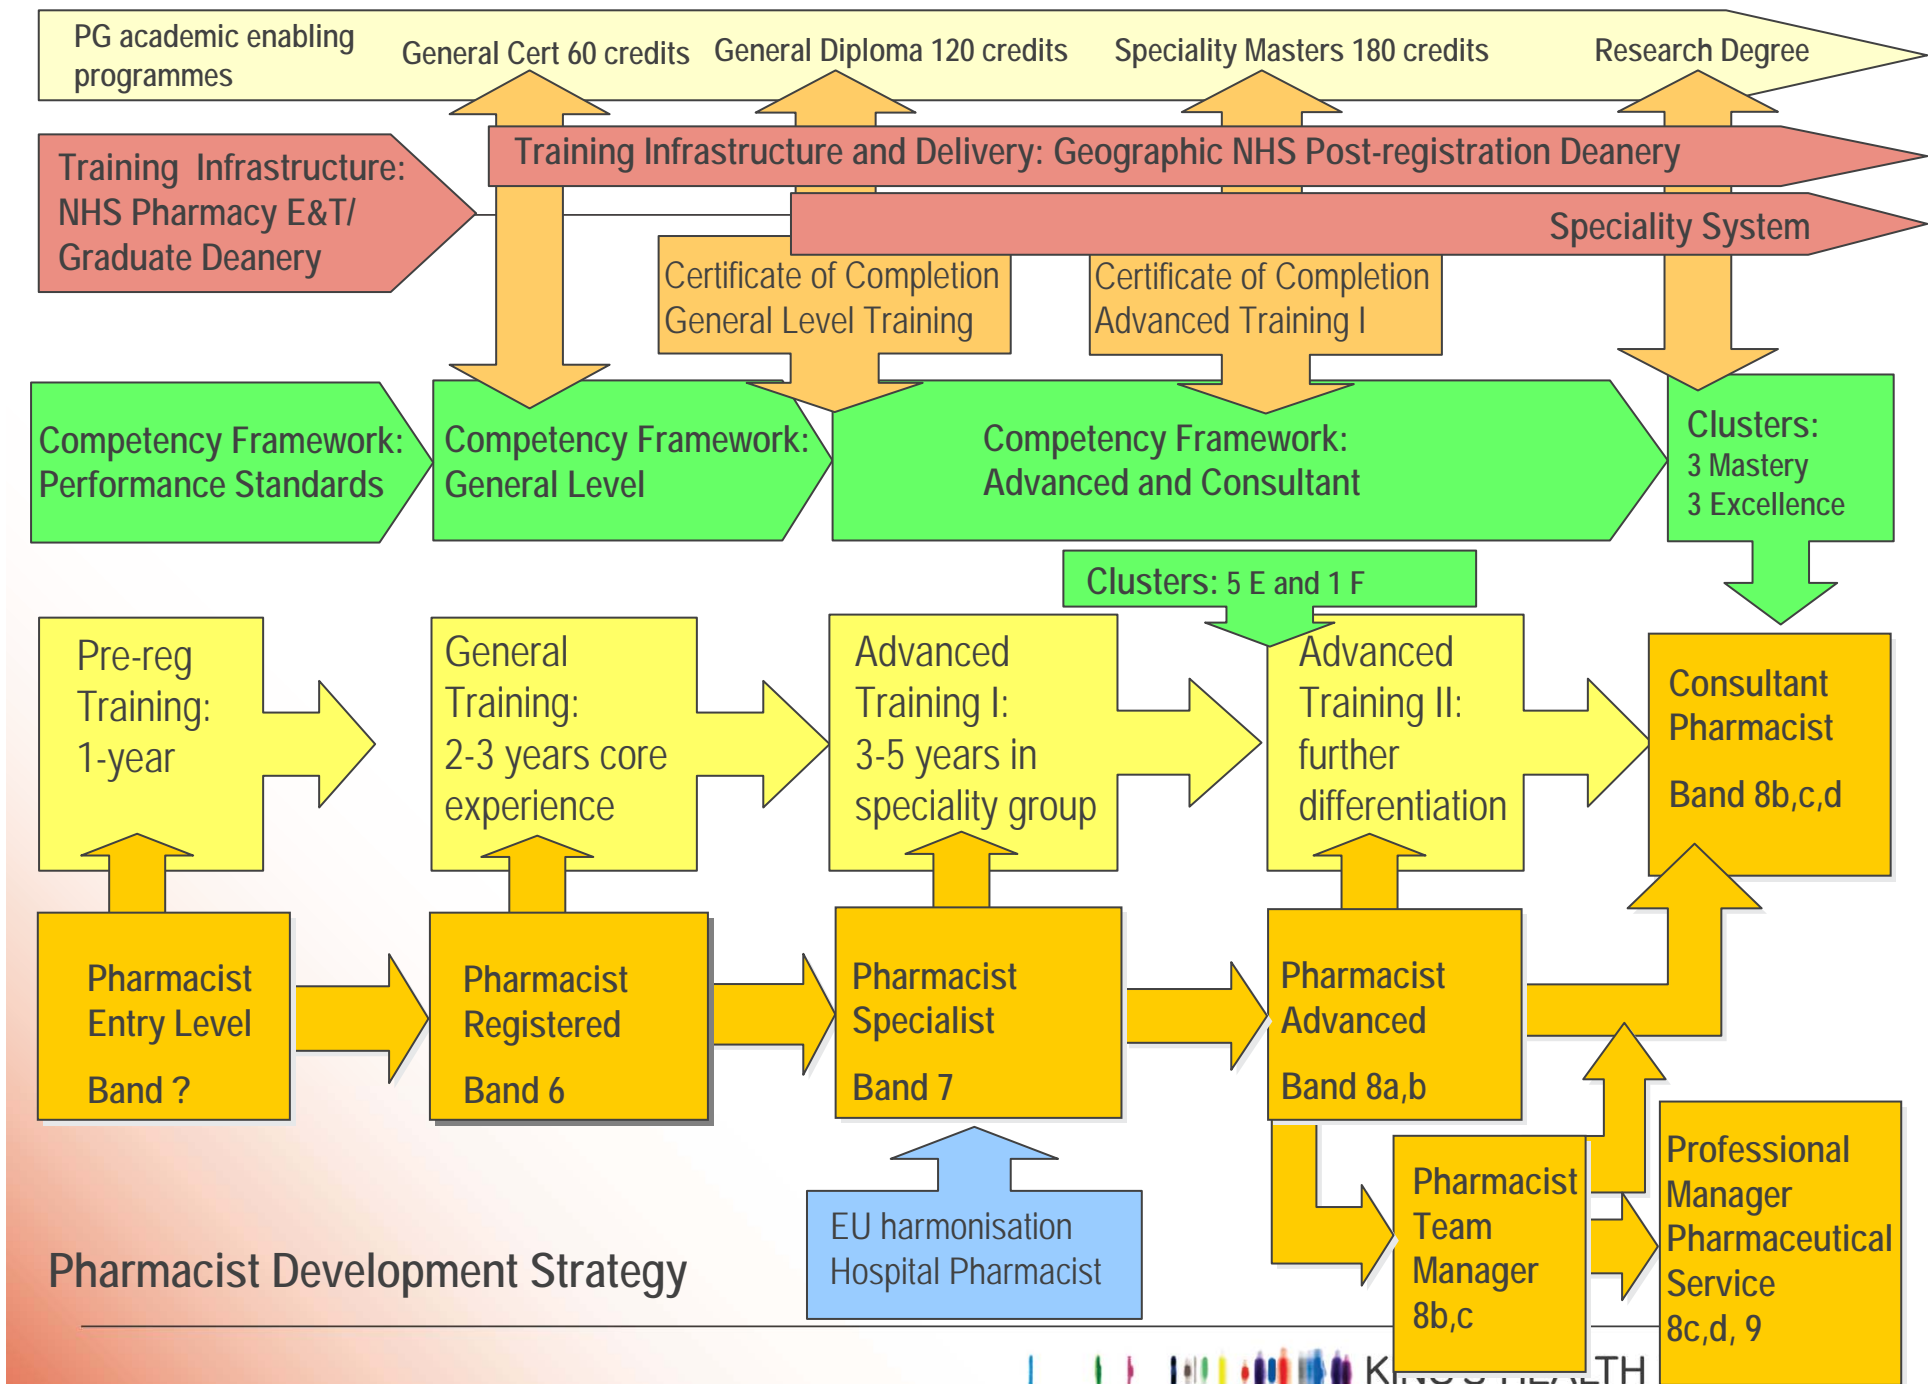 PG academic enabling
programmes
General Cert 60 credits
General Diploma 120 credits
Speciality Masters 180 credits
Research Degree
Training Infrastructure:
NHS Pharmacy E&T/
Graduate Deanery
Training Infrastructure and Delivery: Geographic NHS Post-registration Deanery
Speciality System
Certificate of Completion
General Level Training
Certificate of Completion
Advanced Training I
Competency Framework:
Performance Standards
Competency Framework:
General Level
Competency Framework:
Advanced and Consultant
Clusters:
3 Mastery
3 Excellence
Clusters: 5 E and 1 F
Pre-reg
Training:
1-year
General
Training:
2-3 years core
experience
Advanced
Training I:
3-5 years in
speciality group
Advanced
Training II:
further
differentiation
Consultant
Pharmacist
Band 8b,c,d
Pharmacist
Entry Level
Band ?
Pharmacist
Registered
Band 6
Pharmacist
Specialist
Band 7
Pharmacist
Advanced
Band 8a,b
EU harmonisation
Hospital Pharmacist
Pharmacist
Team
Manager
8b,c
Professional
Manager
Pharmaceutical
Service
8c,d, 9
Pharmacist Development Strategy
KING'S HEALTH